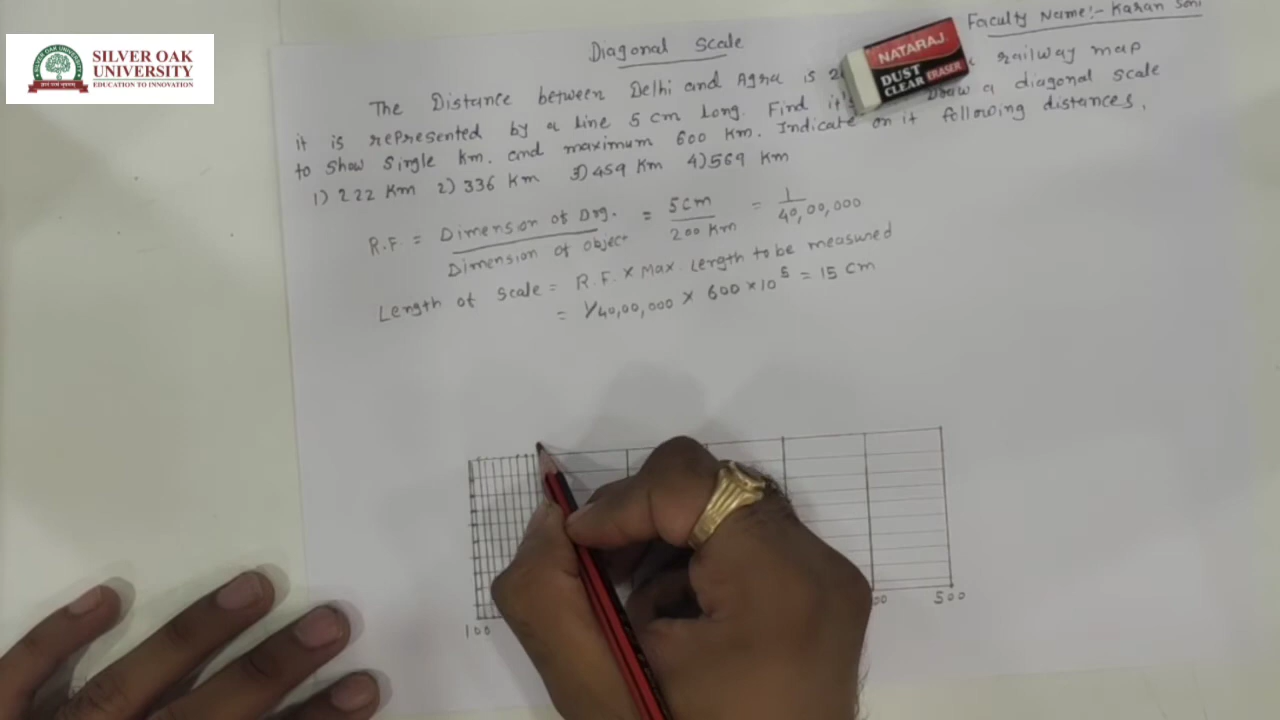 SILVER OAK
UNIVERSITY
EDUCATION TO INNOVATION
Faculty Name:- Karan Soni
Diagonal Scale
NATARAJ
DUST
CLEAR ERASER
The Distance between Delhi and Agra is railway map
it is represented by a line 5 cm long. Find it's Draw a diagonal scale
to show single km. and maximum 600 km. Indicate on it following distances.
1) 222 Km 2) 336 Km 3) 459 Km 4) 569 Km
R.F. = Dimension of Drg. / Dimension of object = 5cm / 200 Km = 1 / 40,00,000
Length of Scale = R.F. × Max. Length to be measured
= 1/40,00,000 × 600 × 10^5 = 15 cm
100 500